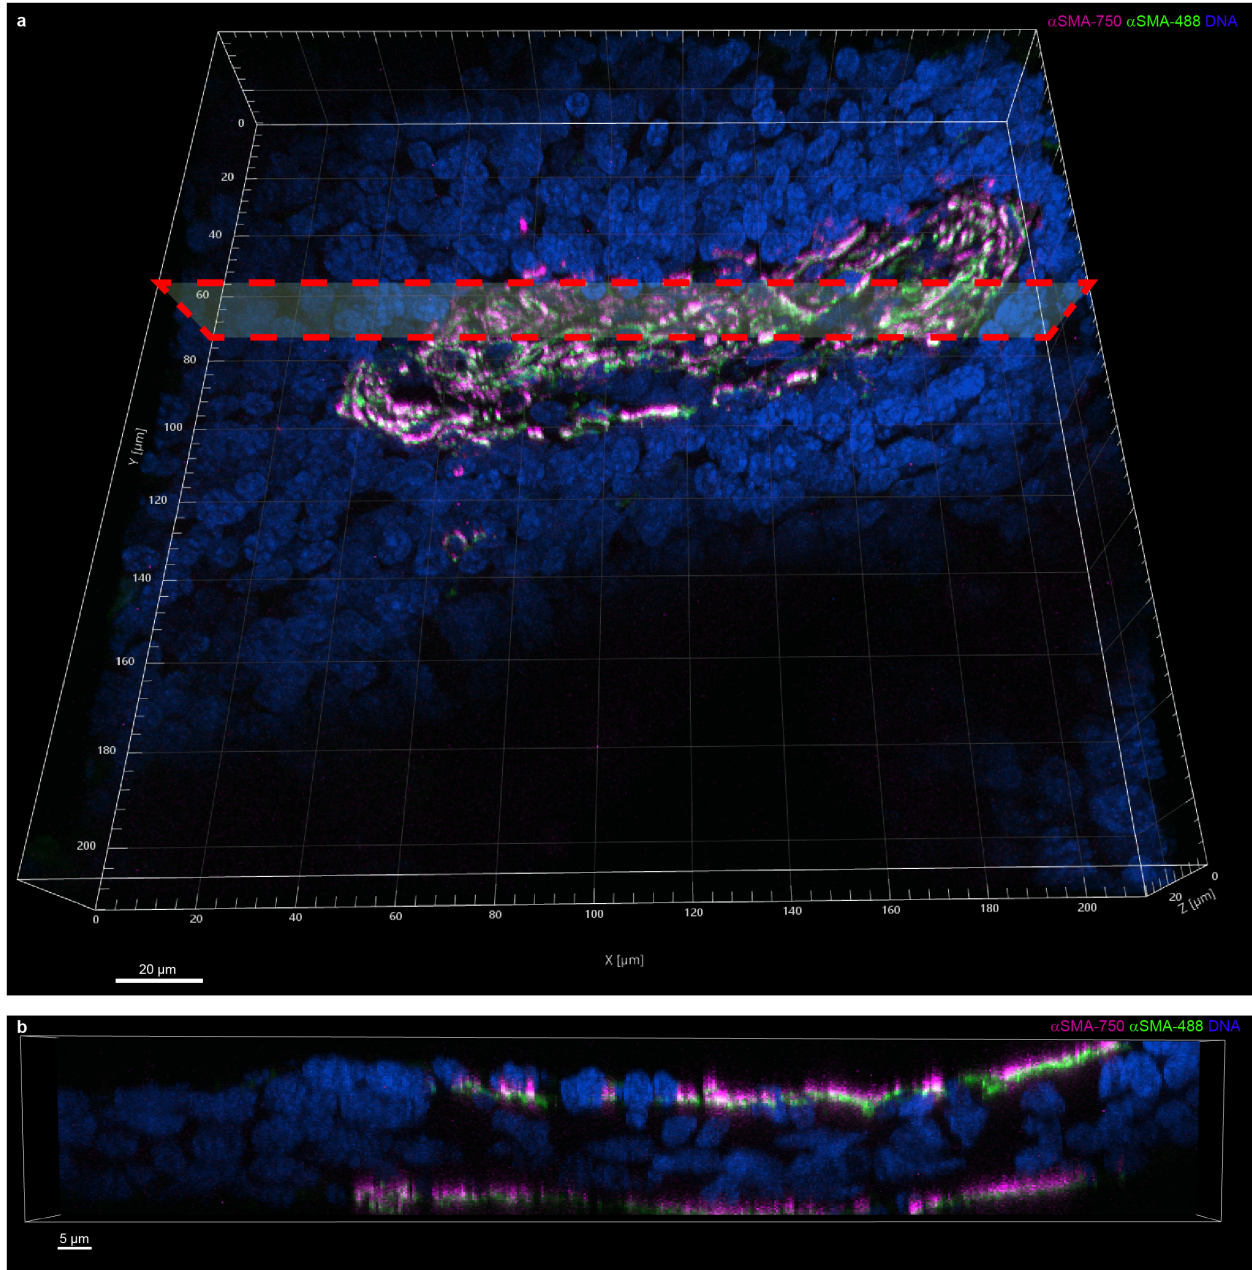 a
αSMA-750 αSMA-488 DNA
0
20
40
60
80
100
120
140
160
180
200
Y [µm]
0 20 40 60 80 100 120 140 160 180 200
20 0
Z [µm]
X [µm]
20 µm
b
αSMA-750 αSMA-488 DNA
5 µm